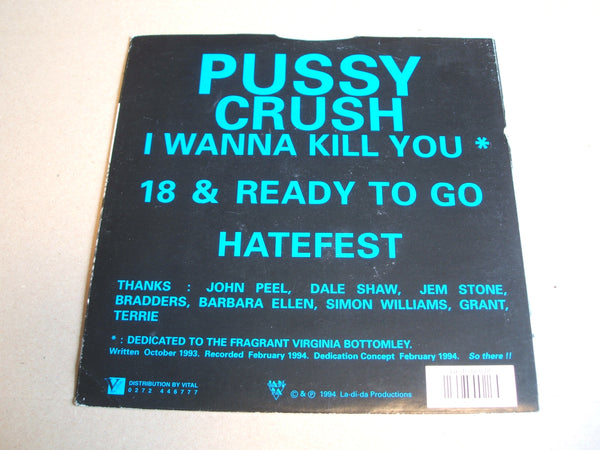 PUSSY
CRUSH
I WANNA KILL YOU *
18 & READY TO GO
HATEFEST
THANKS : JOHN PEEL, DALE SHAW, JEM STONE,
BRADDERS, BARBARA ELLEN, SIMON WILLIAMS, GRANT,
TERRIE
* : DEDICATED TO THE FRAGRANT VIRGINIA BOTTOMLEY.
Written October 1993. Recorded February 1994. Dedication Concept February 1994. So there !!
V DISTRIBUTION BY VITAL
0272 446777
© & ℗ 1994 La-di-da Productions